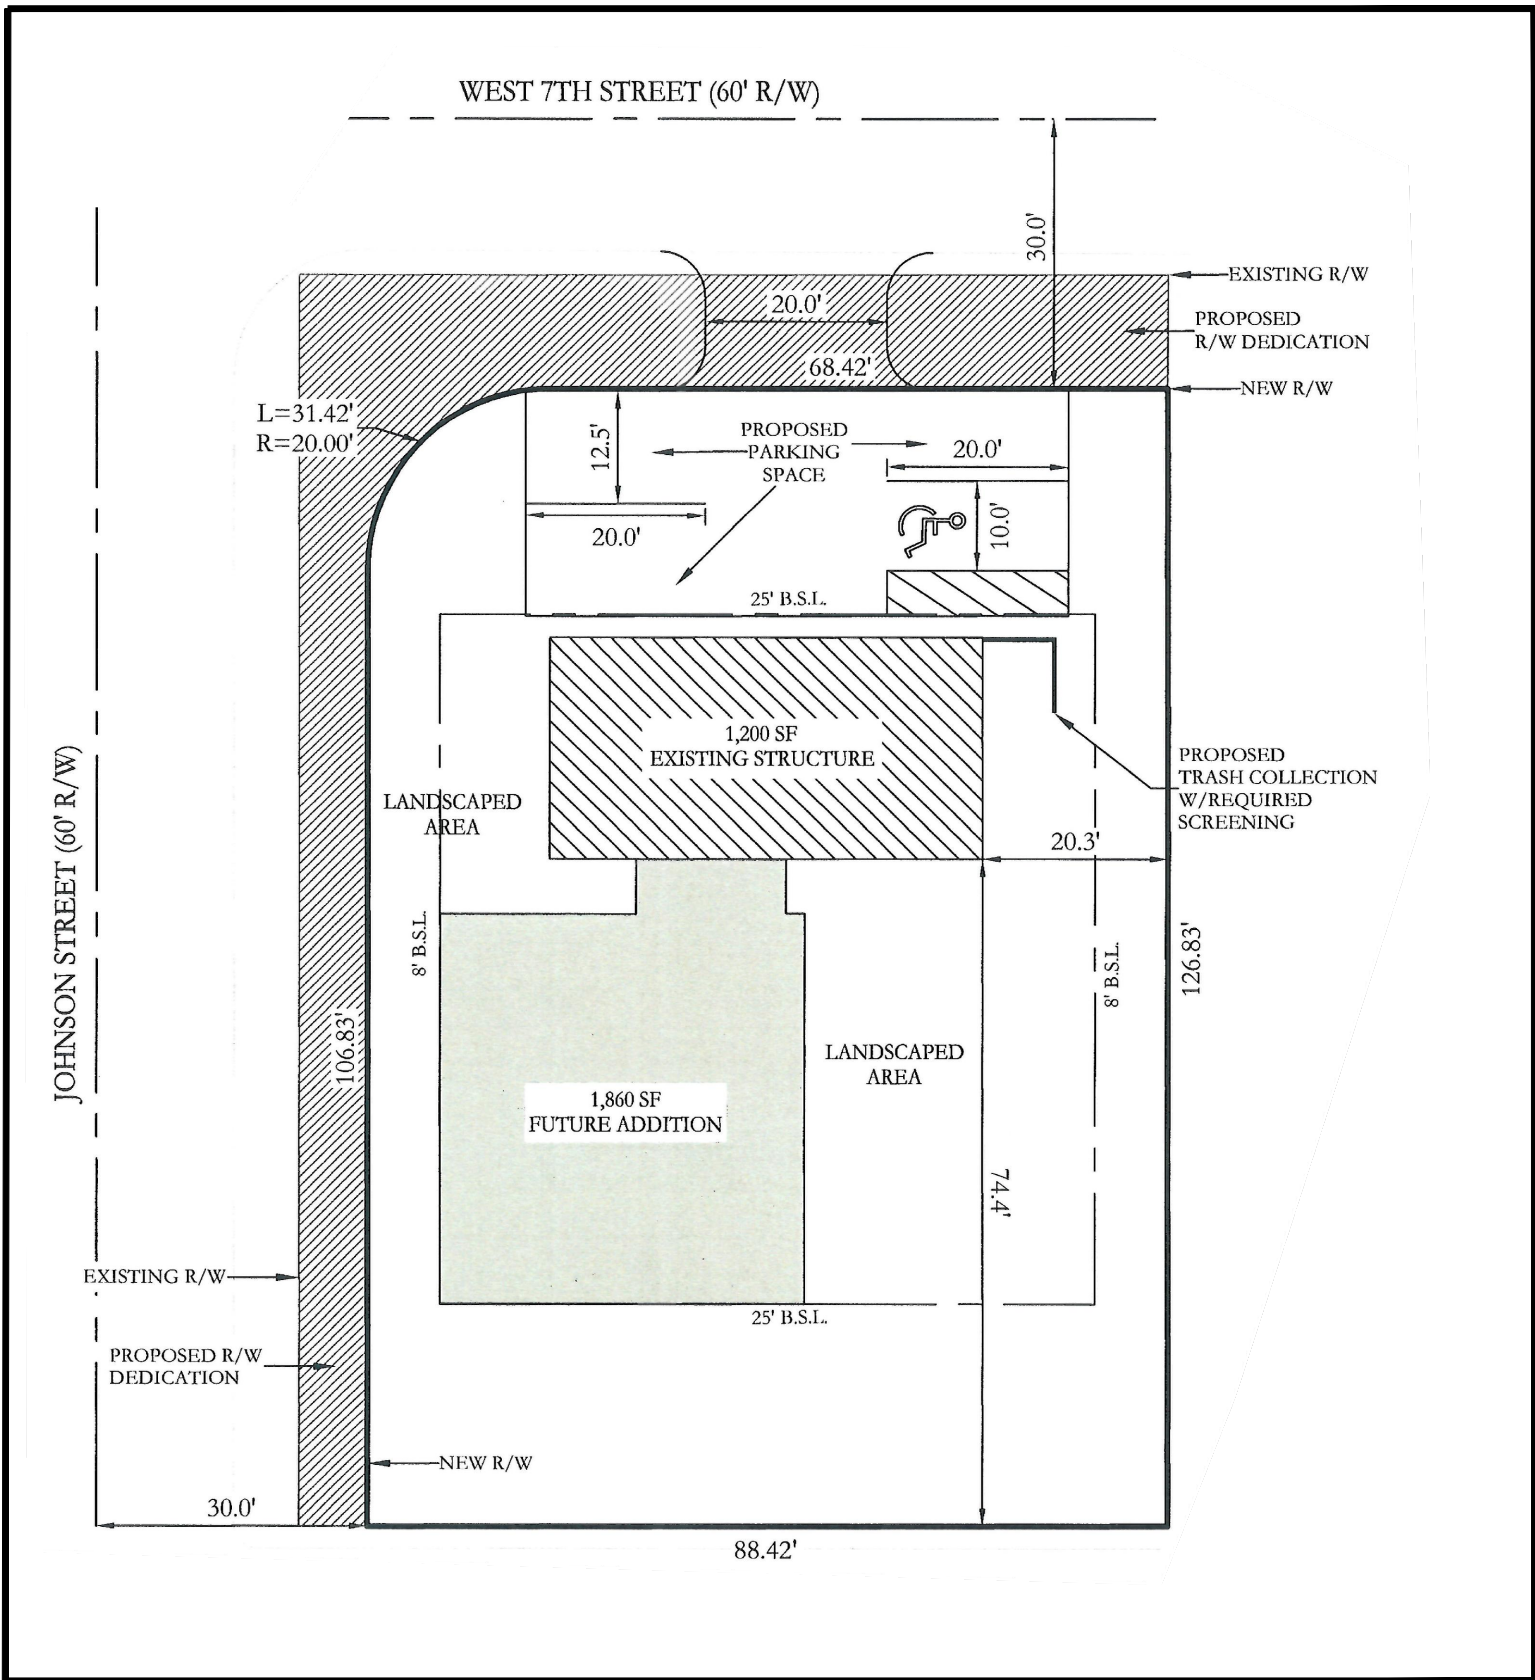 WEST 7TH STREET (60' R/W)
30.0'
EXISTING R/W
20.0'
PROPOSED
R/W DEDICATION
68.42'
NEW R/W
L=31.42'
R=20.00'
12.5'
PROPOSED
PARKING
SPACE
20.0'
20.0'
10.0'
25' B.S.L.
1,200 SF
EXISTING STRUCTURE
PROPOSED
TRASH COLLECTION
W/REQUIRED
SCREENING
LANDSCAPED
AREA
20.3'
JOHNSON STREET (60' R/W)
8' B.S.L.
8' B.S.L.
126.83'
106.83'
LANDSCAPED
AREA
1,860 SF
FUTURE ADDITION
74.4'
EXISTING R/W
25' B.S.L.
PROPOSED R/W
DEDICATION
NEW R/W
30.0'
88.42'